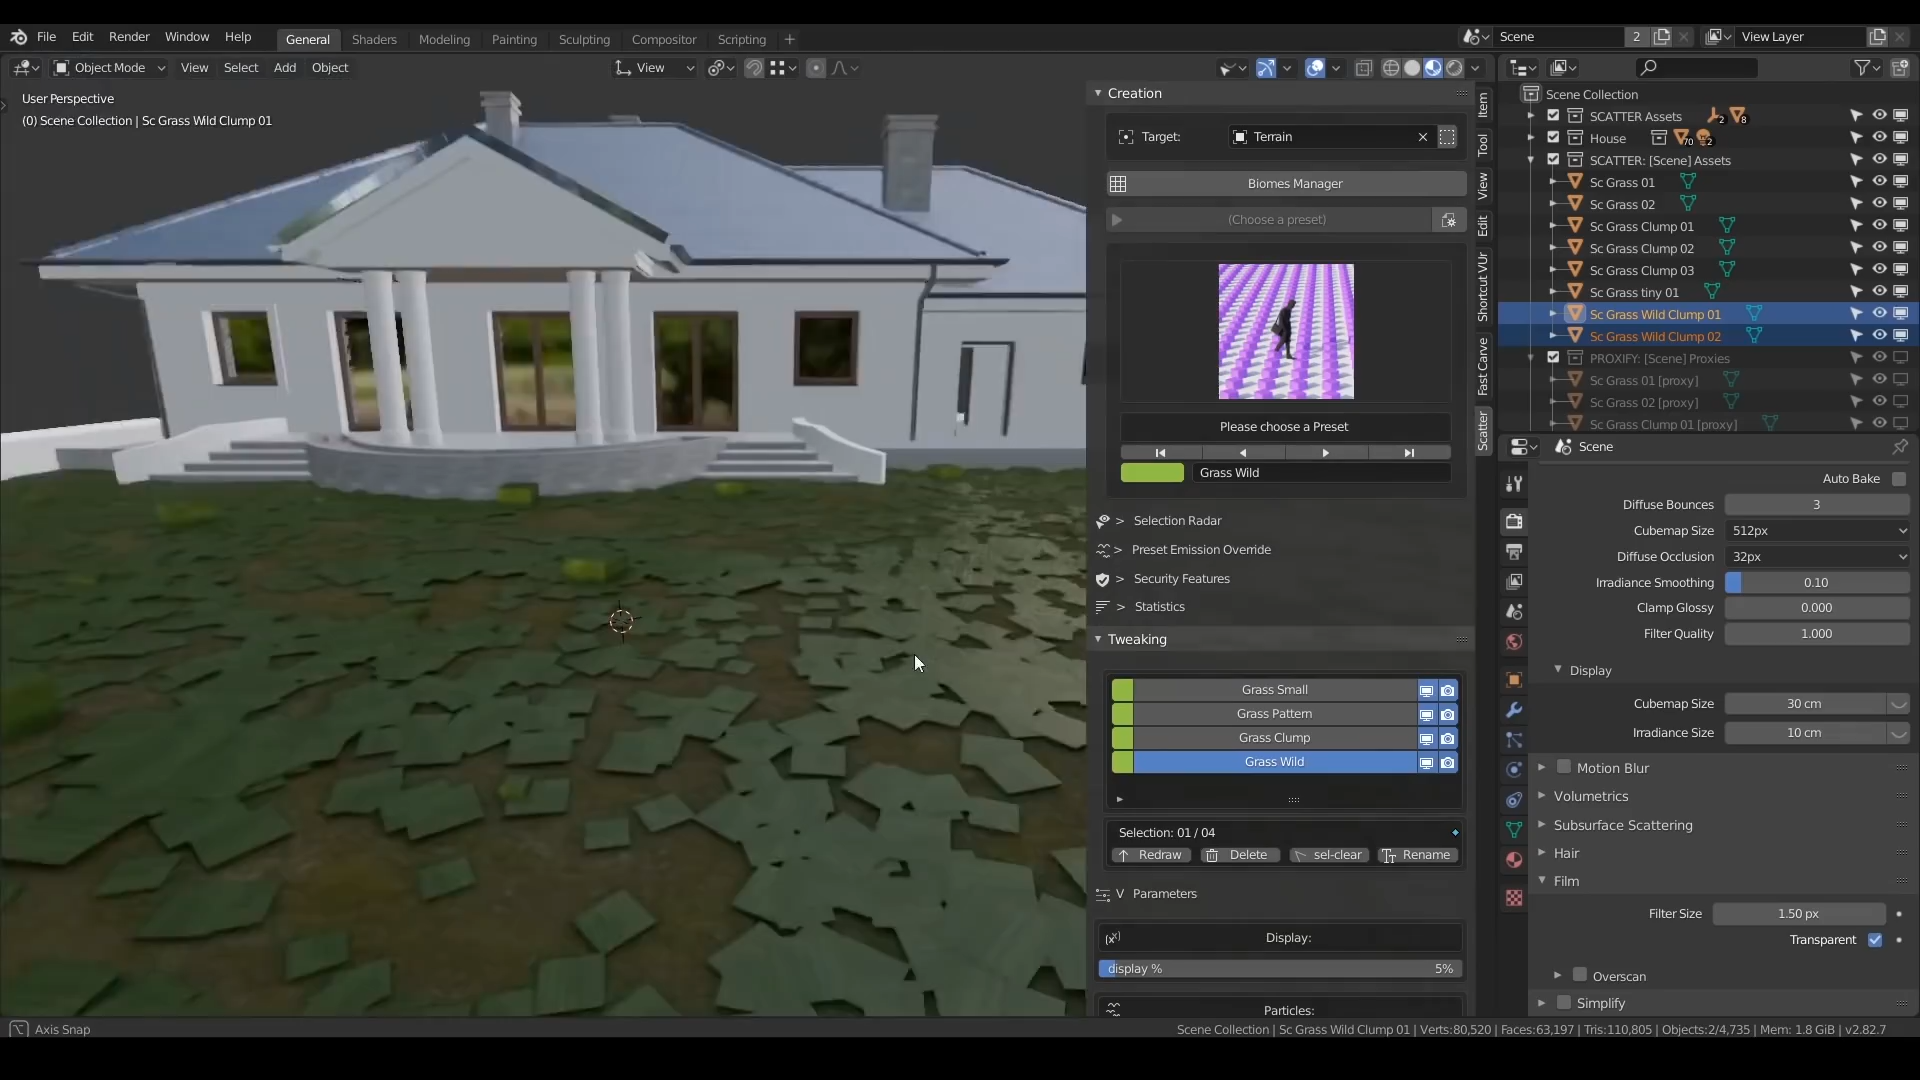 File Edit Render Window Help General Shaders Modeling Painting Sculpting Compositor Scripting + Scene 2 View Layer
Object Mode View Select Add Object View
User Perspective
(0) Scene Collection | Sc Grass Wild Clump 01
Creation
Target: Terrain
Biomes Manager
(Choose a preset)
Please choose a Preset
Grass Wild
> Selection Radar
> Preset Emission Override
> Security Features
> Statistics
Tweaking
Grass Small
Grass Pattern
Grass Clump
Grass Wild
Selection: 01 / 04
Redraw Delete sel-clear Rename
V Parameters
(x) Display:
display % 5%
Particles:
Item
Tool
View
Edit
Shortcut VUr
Fast Carve
Scatter
Scene Collection
SCATTER Assets 2 8
House 70 2
SCATTER: [Scene] Assets
Sc Grass 01
Sc Grass 02
Sc Grass Clump 01
Sc Grass Clump 02
Sc Grass Clump 03
Sc Grass tiny 01
Sc Grass Wild Clump 01
Sc Grass Wild Clump 02
PROXIFY: [Scene] Proxies
Sc Grass 01 [proxy]
Sc Grass 02 [proxy]
Sc Grass Clump 01 [proxy]
Scene
Auto Bake
Diffuse Bounces 3
Cubemap Size 512px
Diffuse Occlusion 32px
Irradiance Smoothing 0.10
Clamp Glossy 0.000
Filter Quality 1.000
Display
Cubemap Size 30 cm
Irradiance Size 10 cm
Motion Blur
Volumetrics
Subsurface Scattering
Hair
Film
Filter Size 1.50 px
Transparent
Overscan
Simplify
Axis Snap
Scene Collection | Sc Grass Wild Clump 01 | Verts:80,520 | Faces:63,197 | Tris:110,805 | Objects:2/4,735 | Mem: 1.8 GiB | v2.82.7